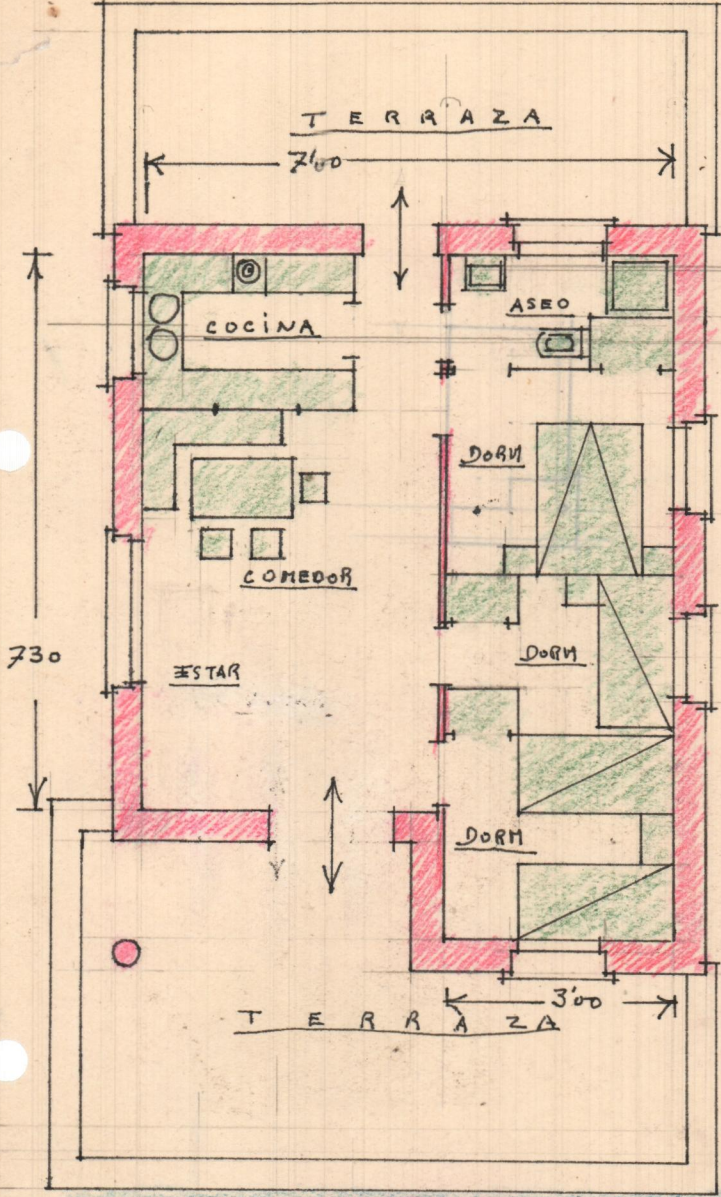 TERRAZA
7'00
ASEO
COCINA
DORM
COMEDOR
730
DORM
ESTAR
DORM
3'00
TERRAZA